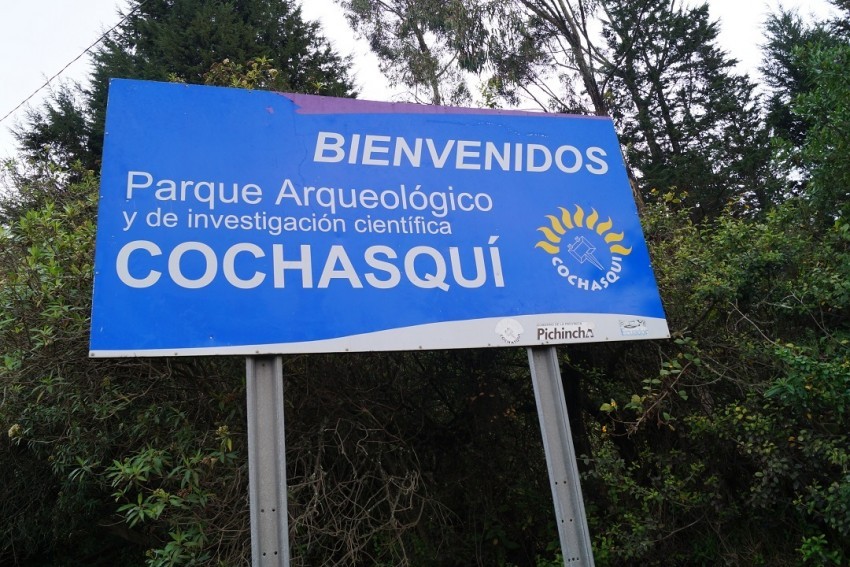 BIENVENIDOS
Parque Arqueológico
y de investigación científica
COCHASQUÍ
COCHASQUI
Pichincha